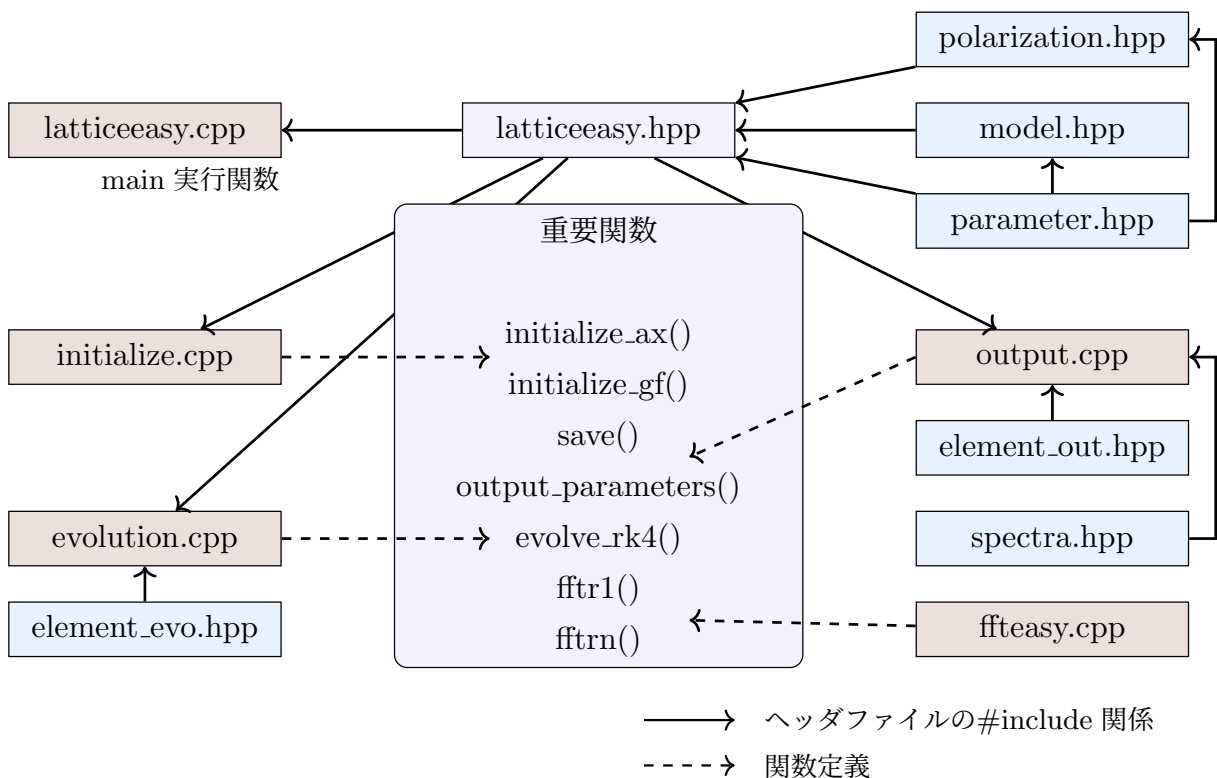 polarization.hpp
latticeeasy.cpp
latticeeasy.hpp
model.hpp
main 実行関数
parameter.hpp
重要関数
initialize.cpp
initialize_ax()
output.cpp
initialize_gf()
save()
element_out.hpp
output_parameters()
evolution.cpp
evolve_rk4()
spectra.hpp
fftr1()
element_evo.hpp
fftrn()
ffteasy.cpp
ヘッダファイルの#include 関係
関数定義